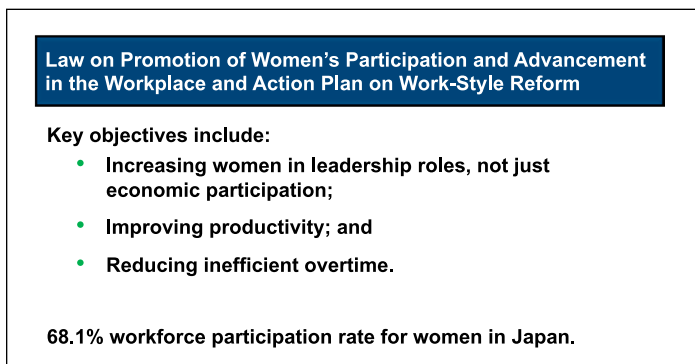 Law on Promotion of Women’s Participation and Advancement
in the Workplace and Action Plan on Work-Style Reform
Key objectives include:
• Increasing women in leadership roles, not just
economic participation;
• Improving productivity; and
• Reducing inefficient overtime.
68.1% workforce participation rate for women in Japan.